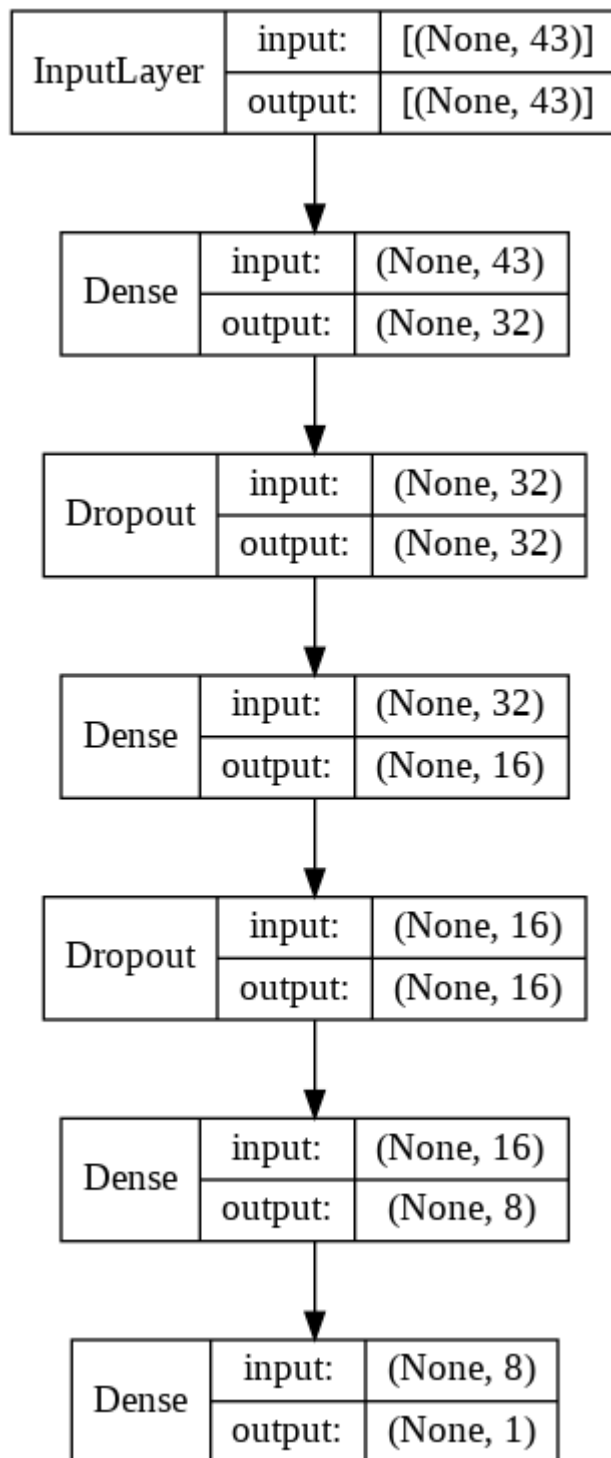 InputLayer
input: [(None, 43)]
output: [(None, 43)]
Dense
input: (None, 43)
output: (None, 32)
Dropout
input: (None, 32)
output: (None, 32)
Dense
input: (None, 32)
output: (None, 16)
Dropout
input: (None, 16)
output: (None, 16)
Dense
input: (None, 16)
output: (None, 8)
Dense
input: (None, 8)
output: (None, 1)